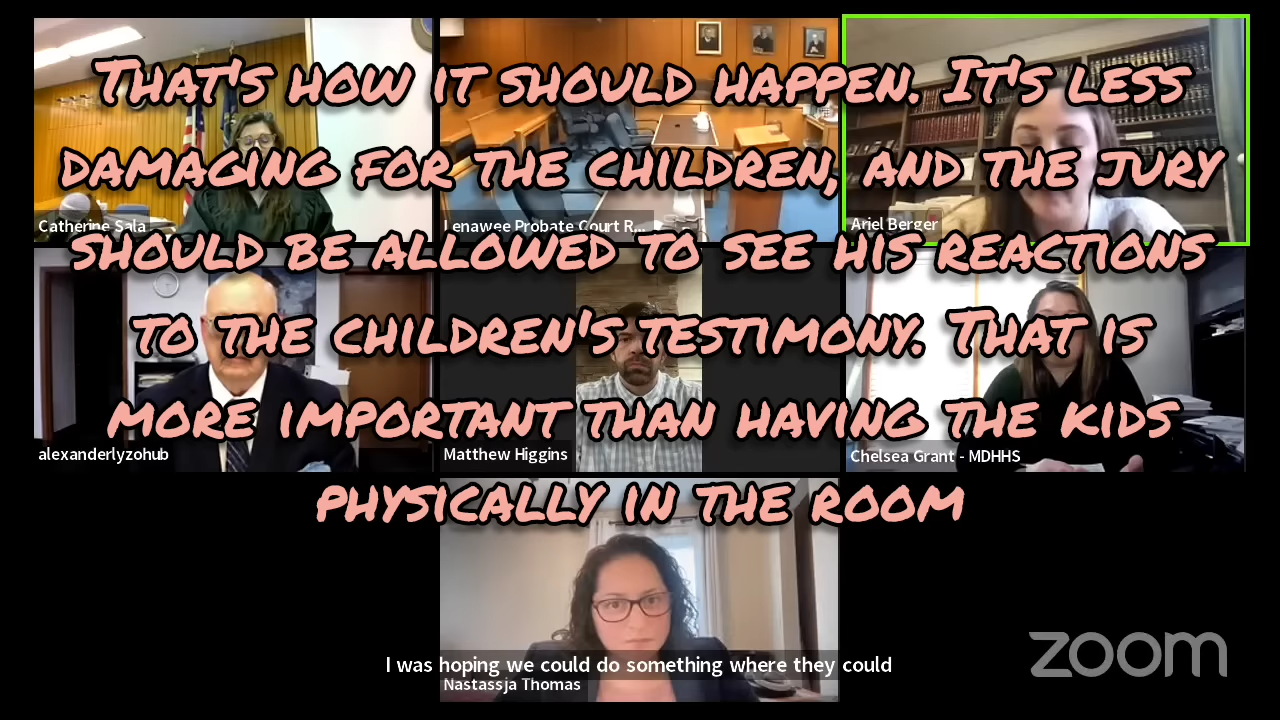 That's how it should happen. It's less
damaging for the children, and the jury
should be allowed to see his reactions
to the children's testimony. That is
more important than having the kids
physically in the room
Catherine Sala
Lenawee Probate Court R...
Ariel Berger
alexanderlyzohub
Matthew Higgins
Chelsea Grant - MDHHS
I was hoping we could do something where they could
Nastassja Thomas
zoom